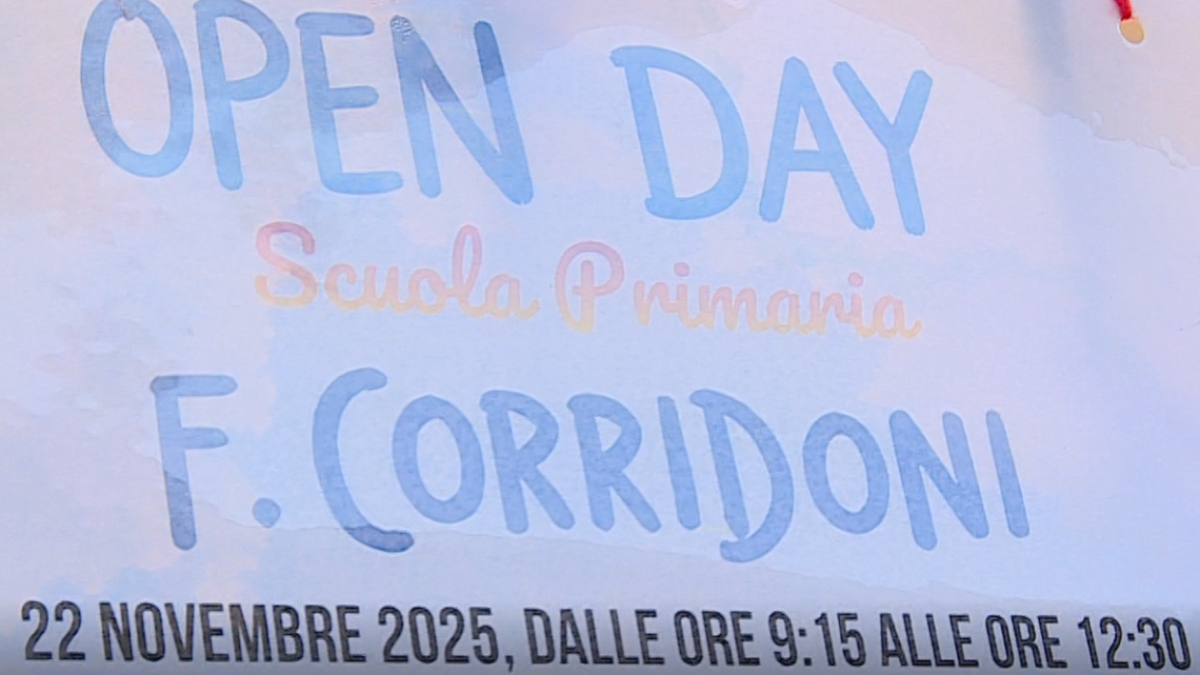 OPEN DAY
Scuola Primaria
F. CORRIDONI
22 NOVEMBRE 2025, DALLE ORE 9:15 ALLE ORE 12:30